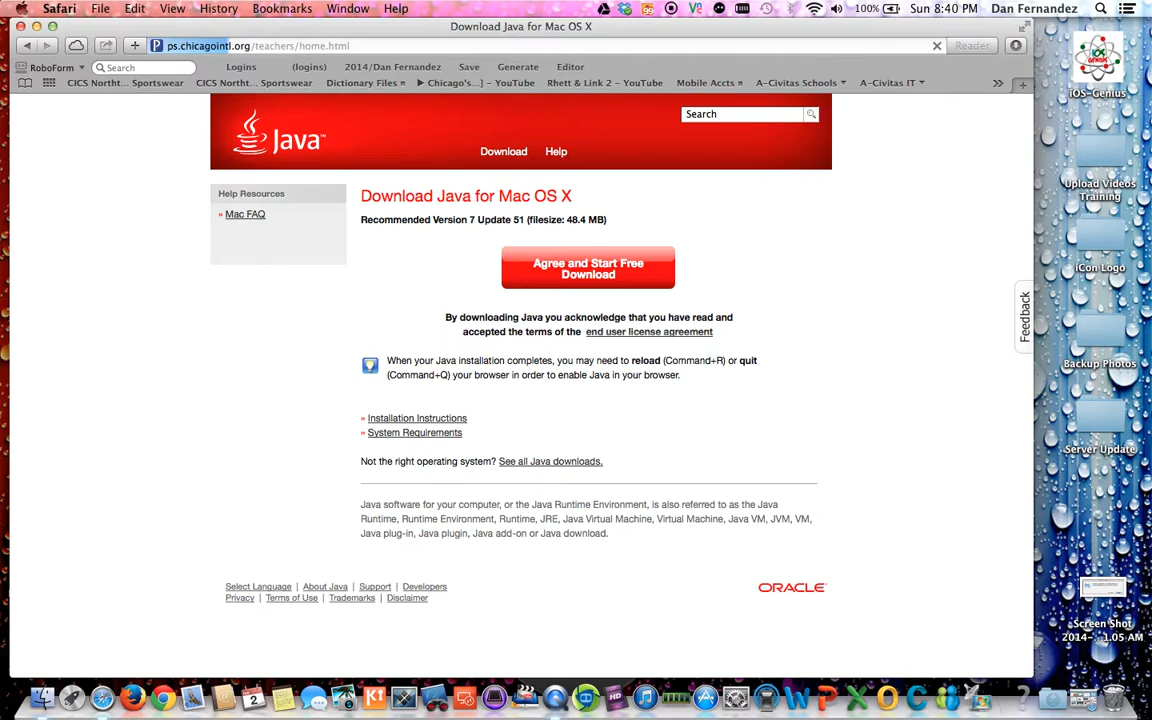 Safari File Edit View History Bookmarks Window Help 100% Sun 8:40 PM Dan Fernandez
Download Java for Mac OS X
ps.chicagointl.org/teachers/home.html Reader
RoboForm Search Logins (logins) 2014/Dan Fernandez Save Generate Editor
CICS Northt... Sportswear CICS North... Sportswear Dictionary Files ▶ Chicago's...] – YouTube Rhett & Link 2 – YouTube Mobile Accts A–Civitas Schools A–Civitas IT »
Java™
Search
Download Help
Help Resources
» Mac FAQ
Download Java for Mac OS X
Recommended Version 7 Update 51 (filesize: 48.4 MB)
Agree and Start Free
Download
By downloading Java you acknowledge that you have read and
accepted the terms of the end user license agreement
When your Java installation completes, you may need to reload (Command+R) or quit
(Command+Q) your browser in order to enable Java in your browser.
» Installation Instructions
» System Requirements
Not the right operating system? See all Java downloads.
Java software for your computer, or the Java Runtime Environment, is also referred to as the Java
Runtime, Runtime Environment, Runtime, JRE, Java Virtual Machine, Virtual Machine, Java VM, JVM, VM,
Java plug-in, Java plugin, Java add-on or Java download.
Select Language | About Java | Support | Developers
Privacy | Terms of Use | Trademarks | Disclaimer
ORACLE
Feedback
iOS-Genius
Upload Videos
Training
iCon Logo
Backup Photos
Server Update
Screen Shot
2014-...1.05 AM